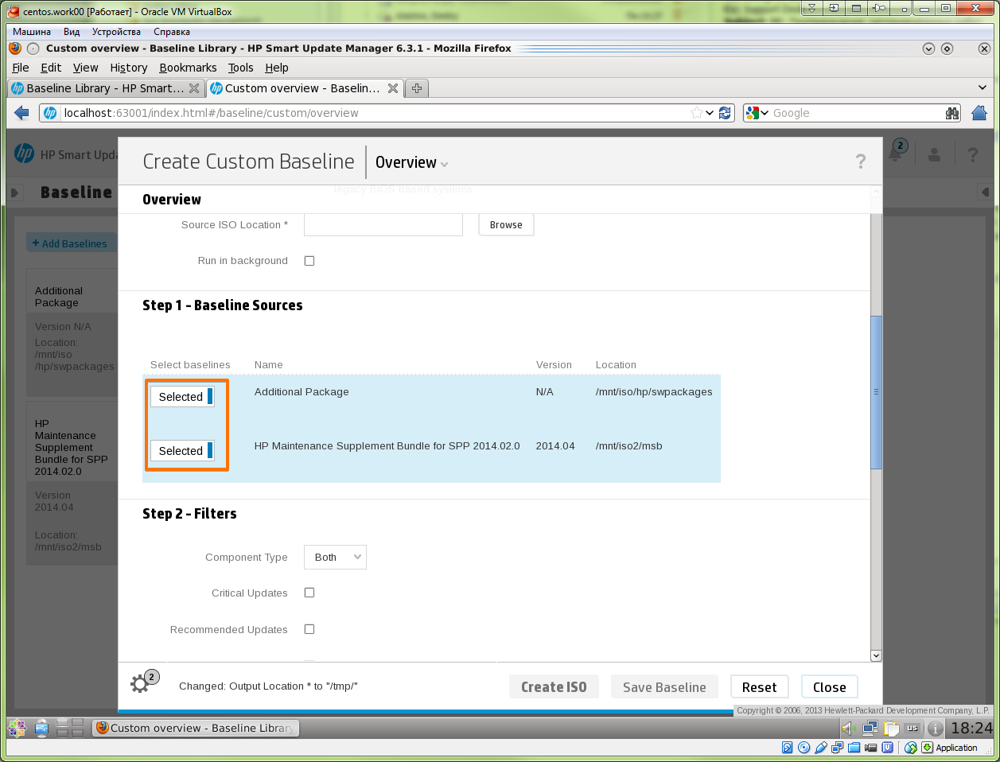 centos.work00 [Работает] - Oracle VM VirtualBox
Машина Вид Устройства Справка
Custom overview - Baseline Library - HP Smart Update Manager 6.3.1 - Mozilla Firefox
File Edit View History Bookmarks Tools Help
Baseline Library - HP Smart...
Custom overview - Baselin...
localhost:63001/index.html#/baseline/custom/overview
Google
HP Smart Upda
2
Baseline
+ Add Baselines
Additional
Package
Version N/A
Location:
/mnt/iso
/hp/swpackages
HP
Maintenance
Supplement
Bundle for SPP
2014.02.0
Version
2014.04
Location:
/mnt/iso2/msb
Create Custom Baseline
Overview
?
?
legacy BIOS based systems.
Overview
Source ISO Location *
Browse
Run in background
Step 1 - Baseline Sources
Select baselines Name Version Location
Selected Additional Package N/A /mnt/iso/hp/swpackages
Selected HP Maintenance Supplement Bundle for SPP 2014.02.0 2014.04 /mnt/iso2/msb
Step 2 - Filters
Component Type Both
Critical Updates
Recommended Updates
2
Changed: Output Location * to "/tmp/"
Create ISO
Save Baseline
Reset
Close
Copyright © 2006, 2013 Hewlett-Packard Development Company, L.P.
Custom overview - Baseline Library
us
18:24
Application